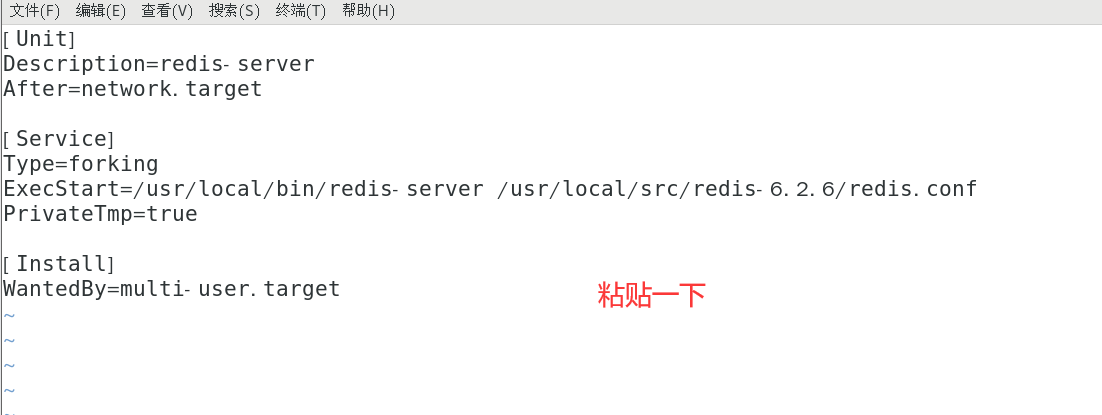 文件(F) 编辑(E) 查看(V) 搜索(S) 终端(T) 帮助(H)
[Unit]
Description=redis-server
After=network.target
[Service]
Type=forking
ExecStart=/usr/local/bin/redis-server /usr/local/src/redis-6.2.6/redis.conf
PrivateTmp=true
[Install]
WantedBy=multi-user.target
粘贴一下
~
~
~
~
~